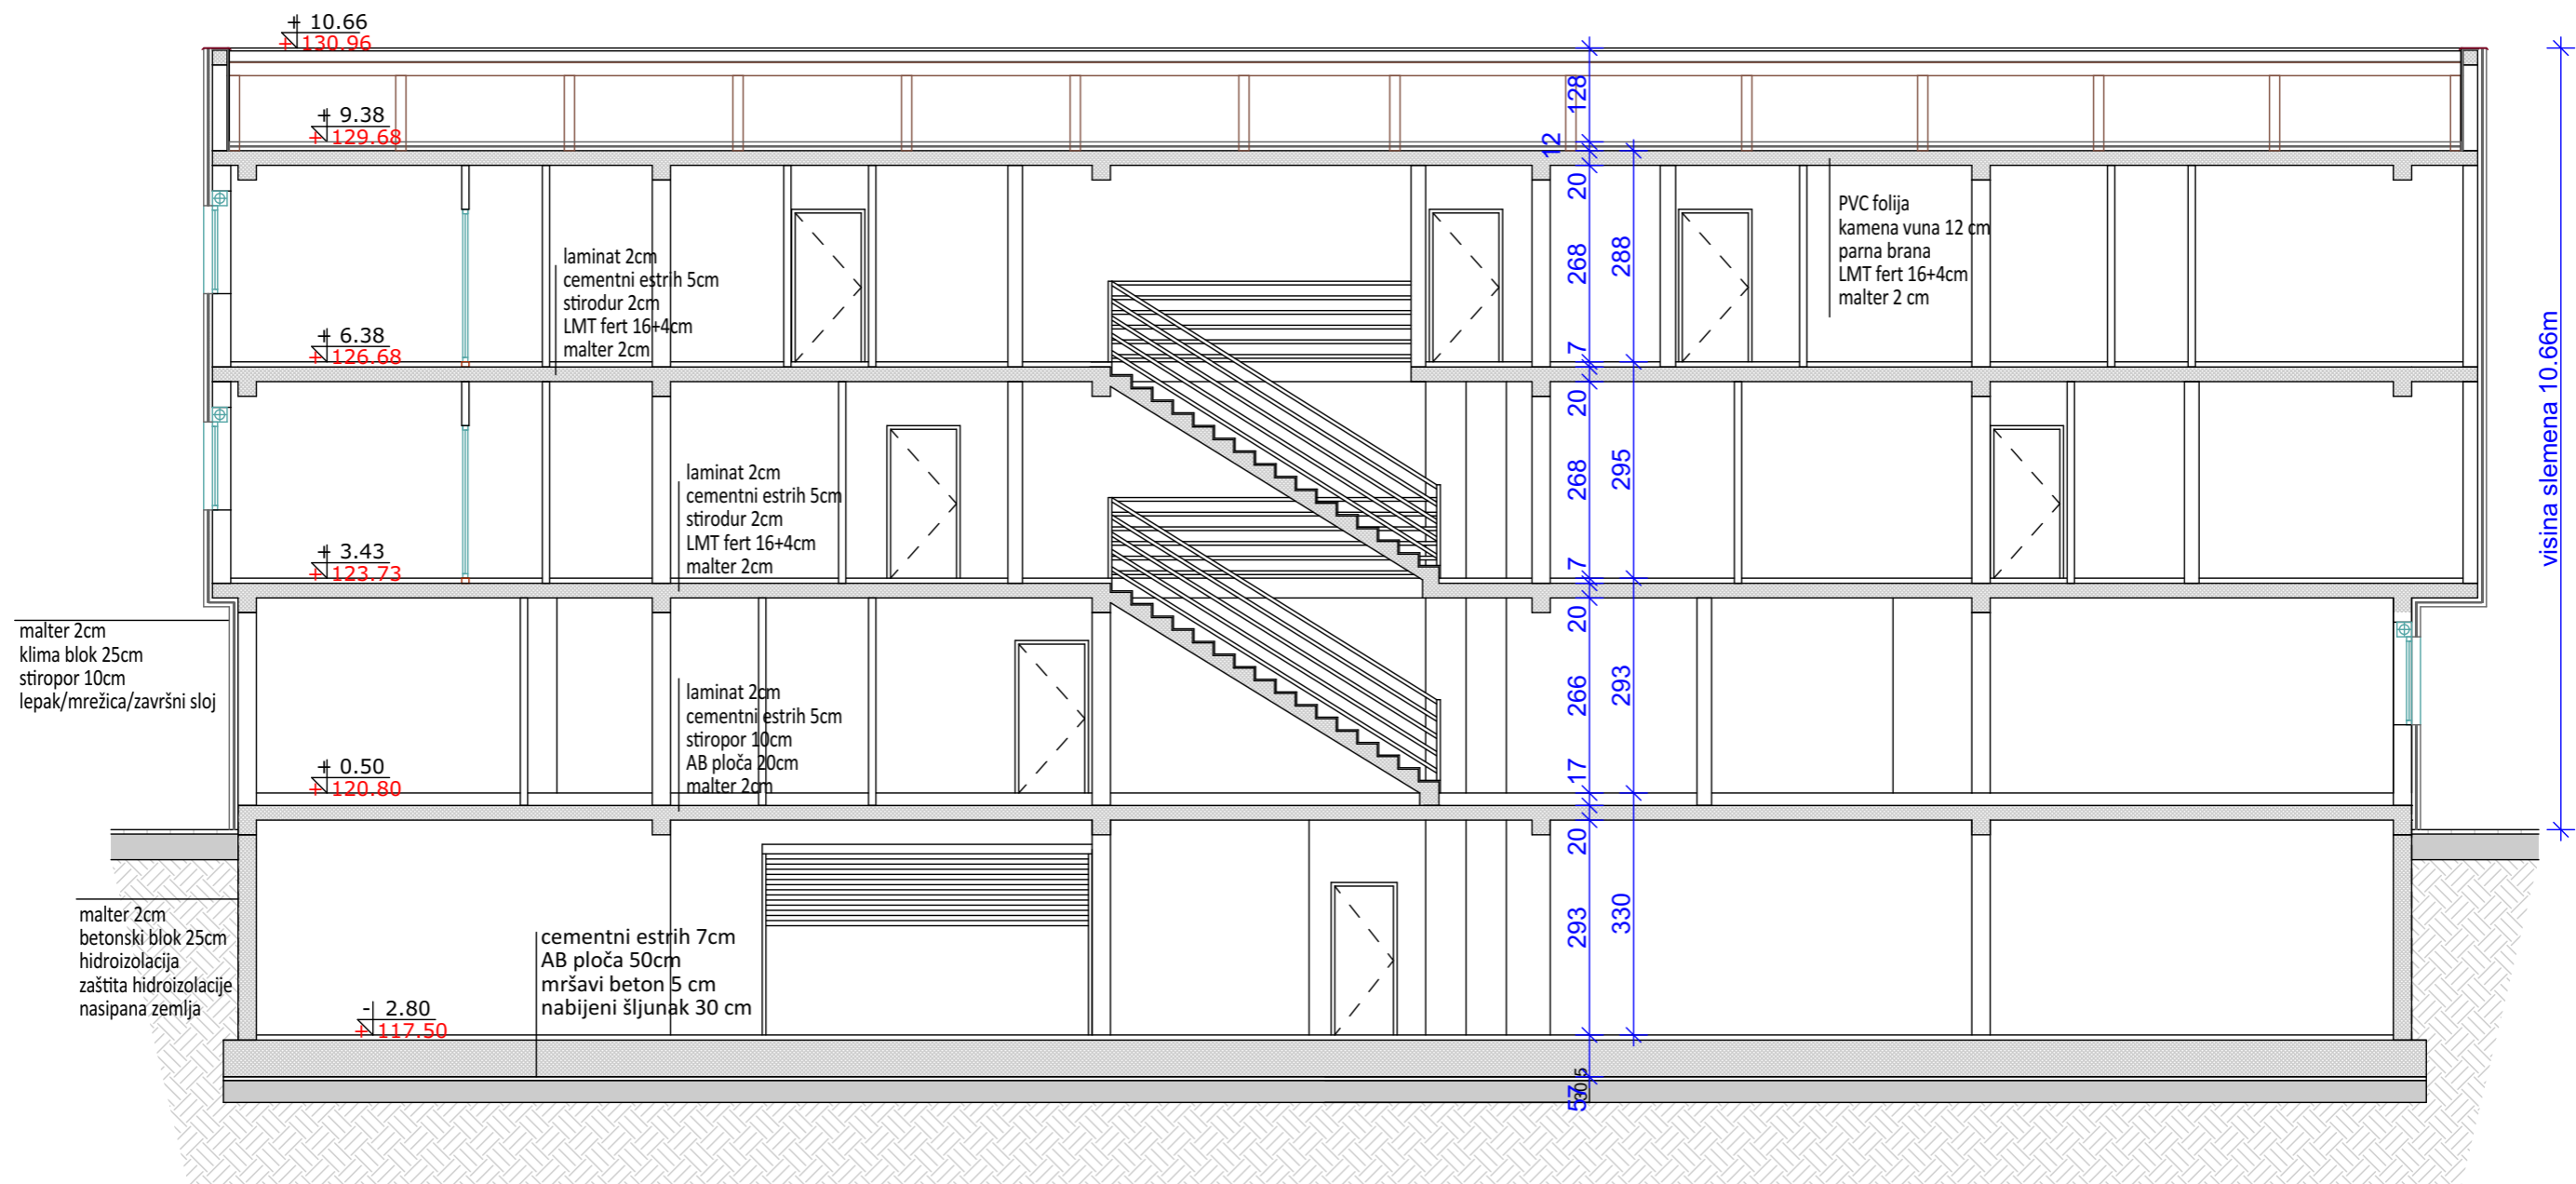 + 10.66
+ 130.96
+ 9.38
+ 129.68
128
12
20
268
288
7
PVC folija
kamena vuna 12 cm
parna brana
LMT fert 16+4cm
malter 2 cm
laminat 2cm
cementni estrih 5cm
stirodur 2cm
LMT fert 16+4cm
malter 2cm
+ 6.38
+ 126.68
visina slemena 10.66m
20
268
295
7
laminat 2cm
cementni estrih 5cm
stirodur 2cm
LMT fert 16+4cm
malter 2cm
+ 3.43
+ 123.73
malter 2cm
klima blok 25cm
stiropor 10cm
lepak/mrežica/završni sloj
20
266
293
17
laminat 2cm
cementni estrih 5cm
stiropor 10cm
AB ploča 20cm
malter 2cm
+ 0.50
+ 120.80
20
293
330
malter 2cm
betonski blok 25cm
hidroizolacija
zaštita hidroizolacije
nasipana zemlja
cementni estrih 7cm
AB ploča 50cm
mršavi beton 5 cm
nabijeni šljunak 30 cm
- 2.80
+ 117.50
57
5
30